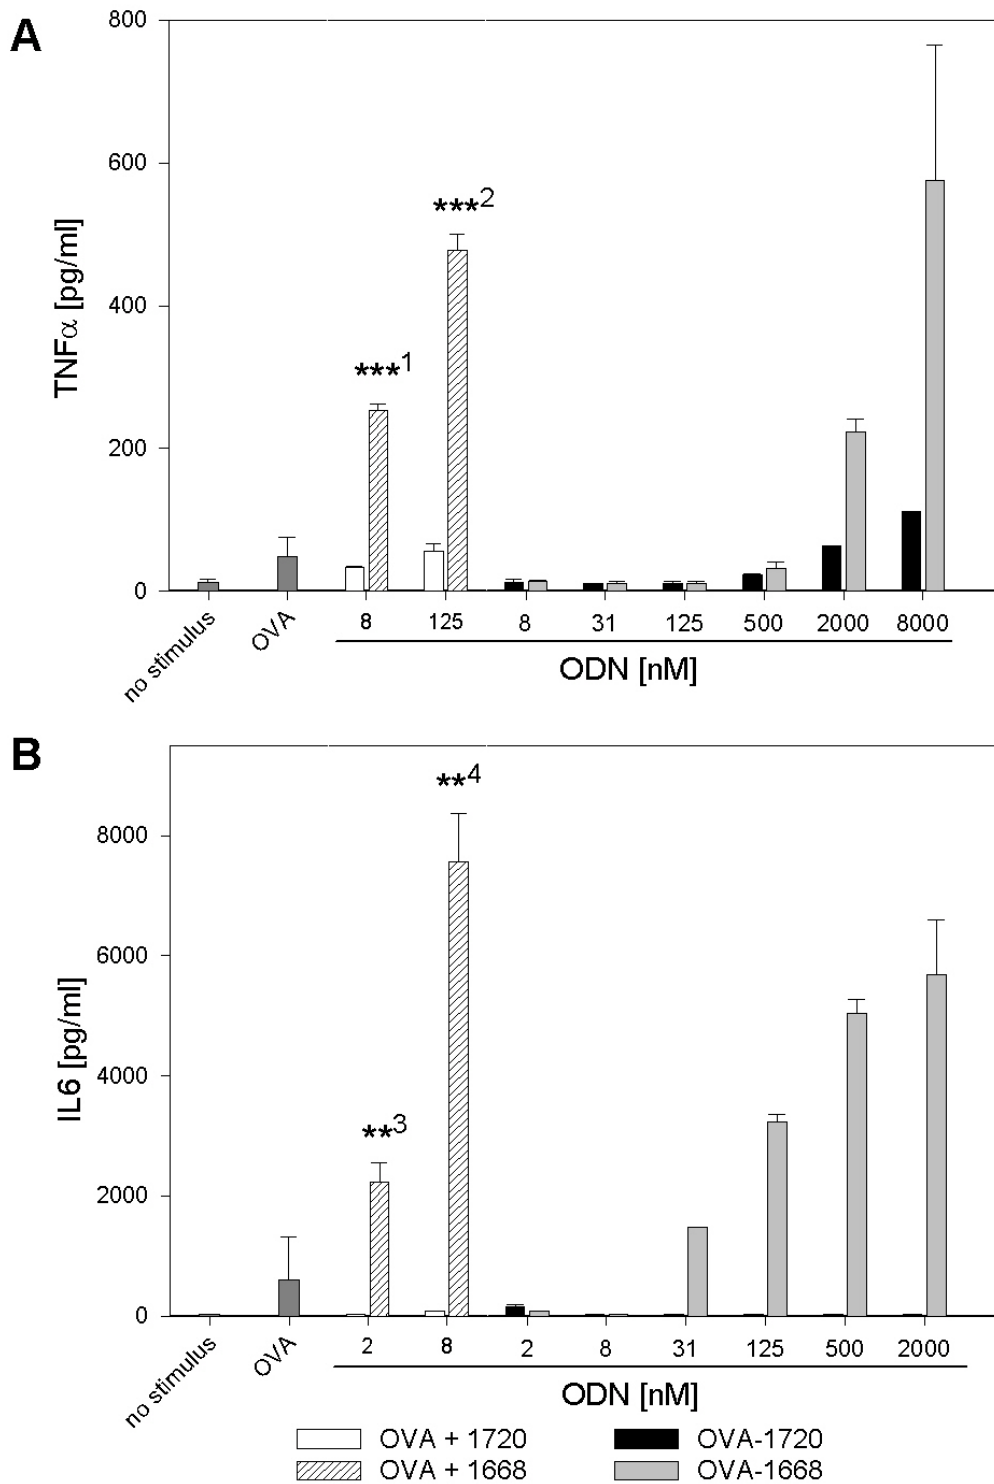 A
800
600
400
200
0
TNFα [pg/ml]
***1
***2
no stimulus
OVA
8 125 8 31 125 500 2000 8000
ODN [nM]
B
8000
6000
4000
2000
0
IL6 [pg/ml]
**3
**4
no stimulus
OVA
2 8 2 8 31 125 500 2000
ODN [nM]
OVA + 1720 OVA-1720
OVA + 1668 OVA-1668